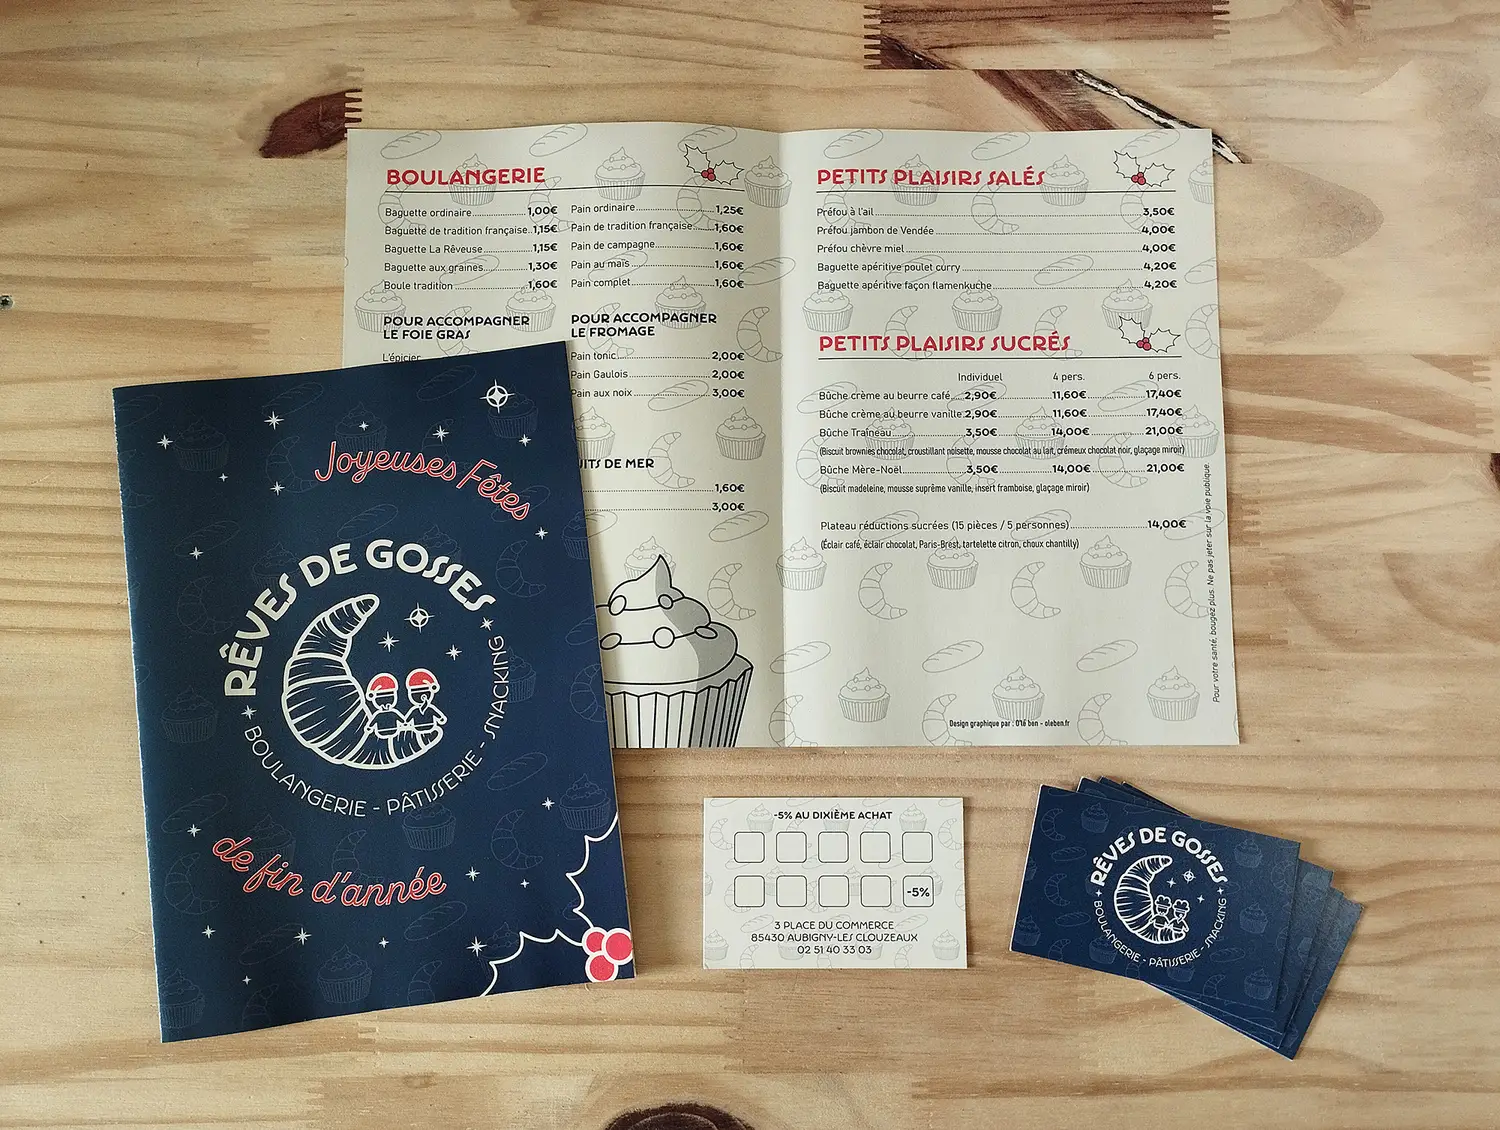 BOULANGERIE
Baguette ordinaire 1,00€
Baguette de tradition française 1,15€
Baguette La Rêveuse 1,15€
Baguette aux graines 1,30€
Boule tradition 1,60€
Pain ordinaire 1,25€
Pain de tradition française 1,60€
Pain de campagne 1,60€
Pain au maïs 1,60€
Pain complet 1,60€
POUR ACCOMPAGNER
LE FOIE GRAS
L'épicier
POUR ACCOMPAGNER
LE FROMAGE
Pain tonic 2,00€
Pain Gaulois 2,00€
Pain aux noix 3,00€
DE MER
1,60€
3,00€
PETITS PLAISIRS SALÉS
Préfou à l'ail 3,50€
Préfou jambon de Vendée 4,00€
Préfou chèvre miel 4,00€
Baguette apéritive poulet curry 4,20€
Baguette apéritive façon flamenkuche 4,20€
PETITS PLAISIRS SUCRÉS
Individuel 4 pers. 6 pers.
Bûche crème au beurre café 2,90€ 11,60€ 17,40€
Bûche crème au beurre vanille 2,90€ 11,60€ 17,40€
Bûche Traîneau 3,50€ 14,00€ 21,00€
(Biscuit brownies chocolat, croustillant noisette, mousse chocolat au lait, crémeux chocolat noir, glaçage miroir)
Bûche Mère-Noël 3,50€ 14,00€ 21,00€
(Biscuit madeleine, mousse suprême vanille, insert framboise, glaçage miroir)
Plateau réductions sucrées (15 pièces / 5 personnes) 14,00€
(Éclair café, éclair chocolat, Paris-Brest, tartelette citron, choux chantilly)
Design graphique par : O'lé ben - oleben.fr
Pour votre santé, bougez plus. Ne pas jeter sur la voie publique.
Joyeuses Fêtes
RÊVES DE GOSSES
BOULANGERIE - PÂTISSERIE - SNACKING
de fin d'année
-5% AU DIXIÈME ACHAT
-5%
3 PLACE DU COMMERCE
85430 AUBIGNY-LES CLOUZEAUX
02 51 40 33 03
RÊVES DE GOSSES
BOULANGERIE - PÂTISSERIE - SNACKING